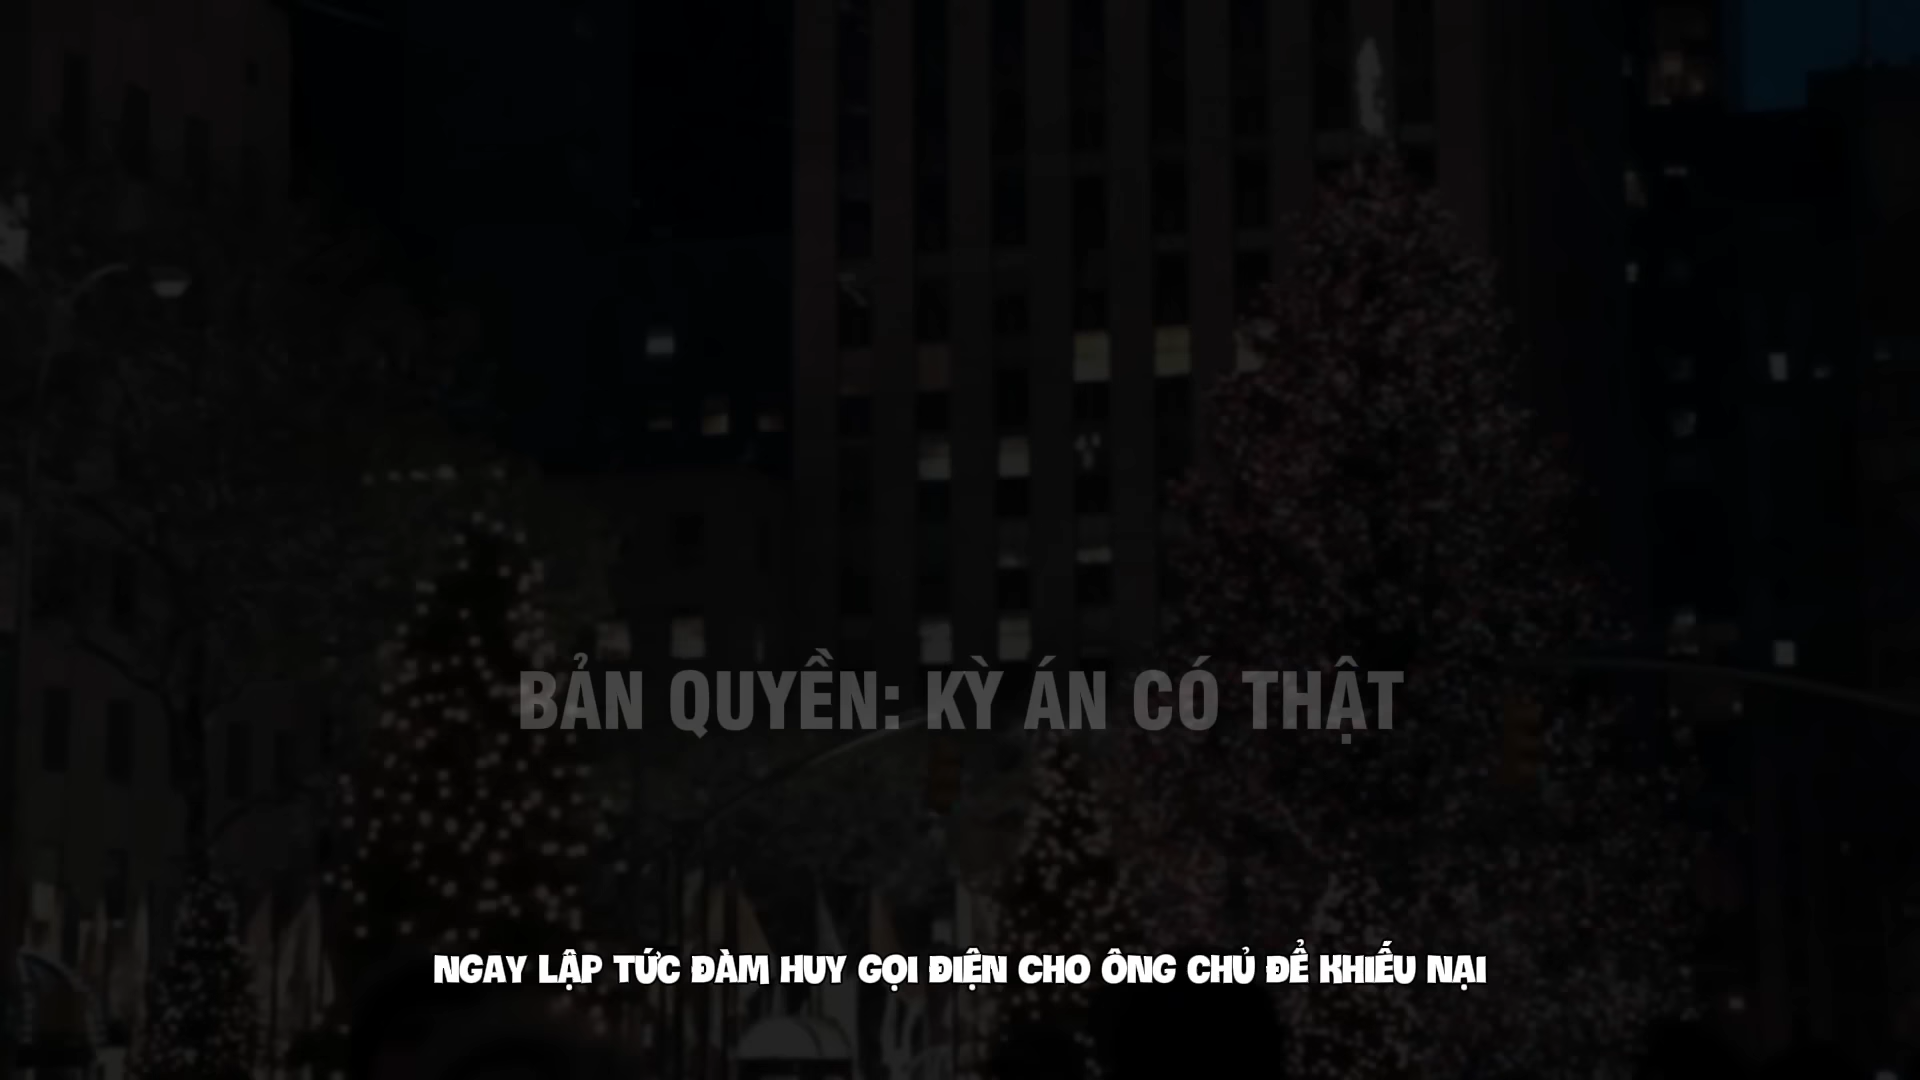 BẢN QUYỀN: KỲ ÁN CÓ THẬT
NGAY LẬP TỨC ĐÀM HUY GỌI ĐIỆN CHO ÔNG CHỦ ĐỂ KHIẾU NẠI